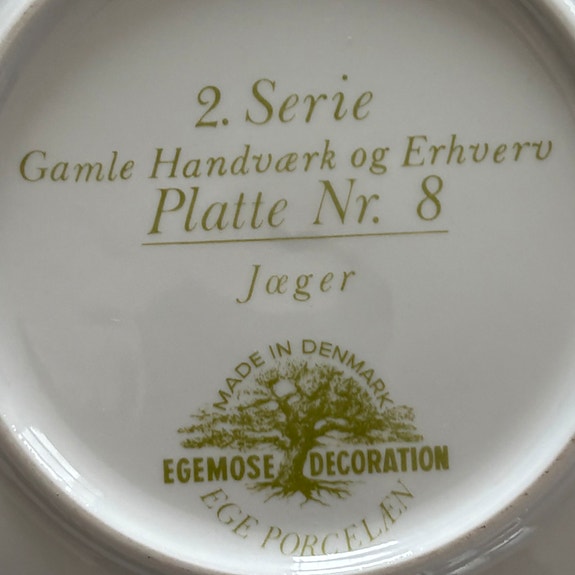 2. Serie
Gamle Handværk og Erhverv
Platte Nr. 8
Jæger
MADE IN DENMARK
EGEMOSE DECORATION
EGE PORCELÆN